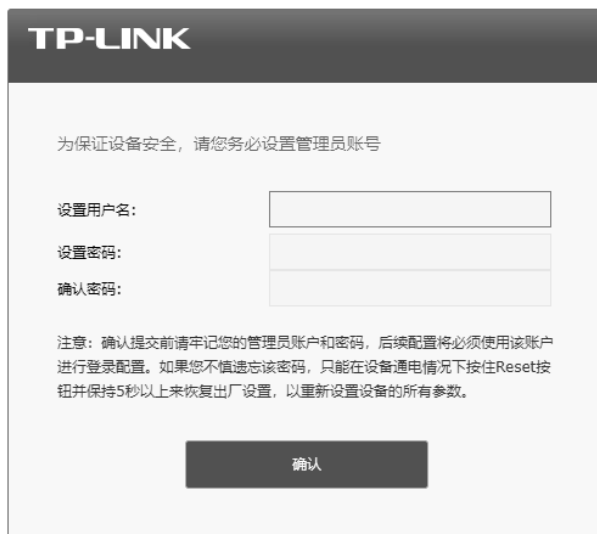 TP-LINK
为保证设备安全，请您务必设置管理员账号
设置用户名：
设置密码：
确认密码：
注意：确认提交前请牢记您的管理员账户和密码，后续配置将必须使用该账户
进行登录配置。如果您不慎遗忘该密码，只能在设备通电情况下按住Reset按
钮并保持5秒以上来恢复出厂设置，以重新设置设备的所有参数。
确认